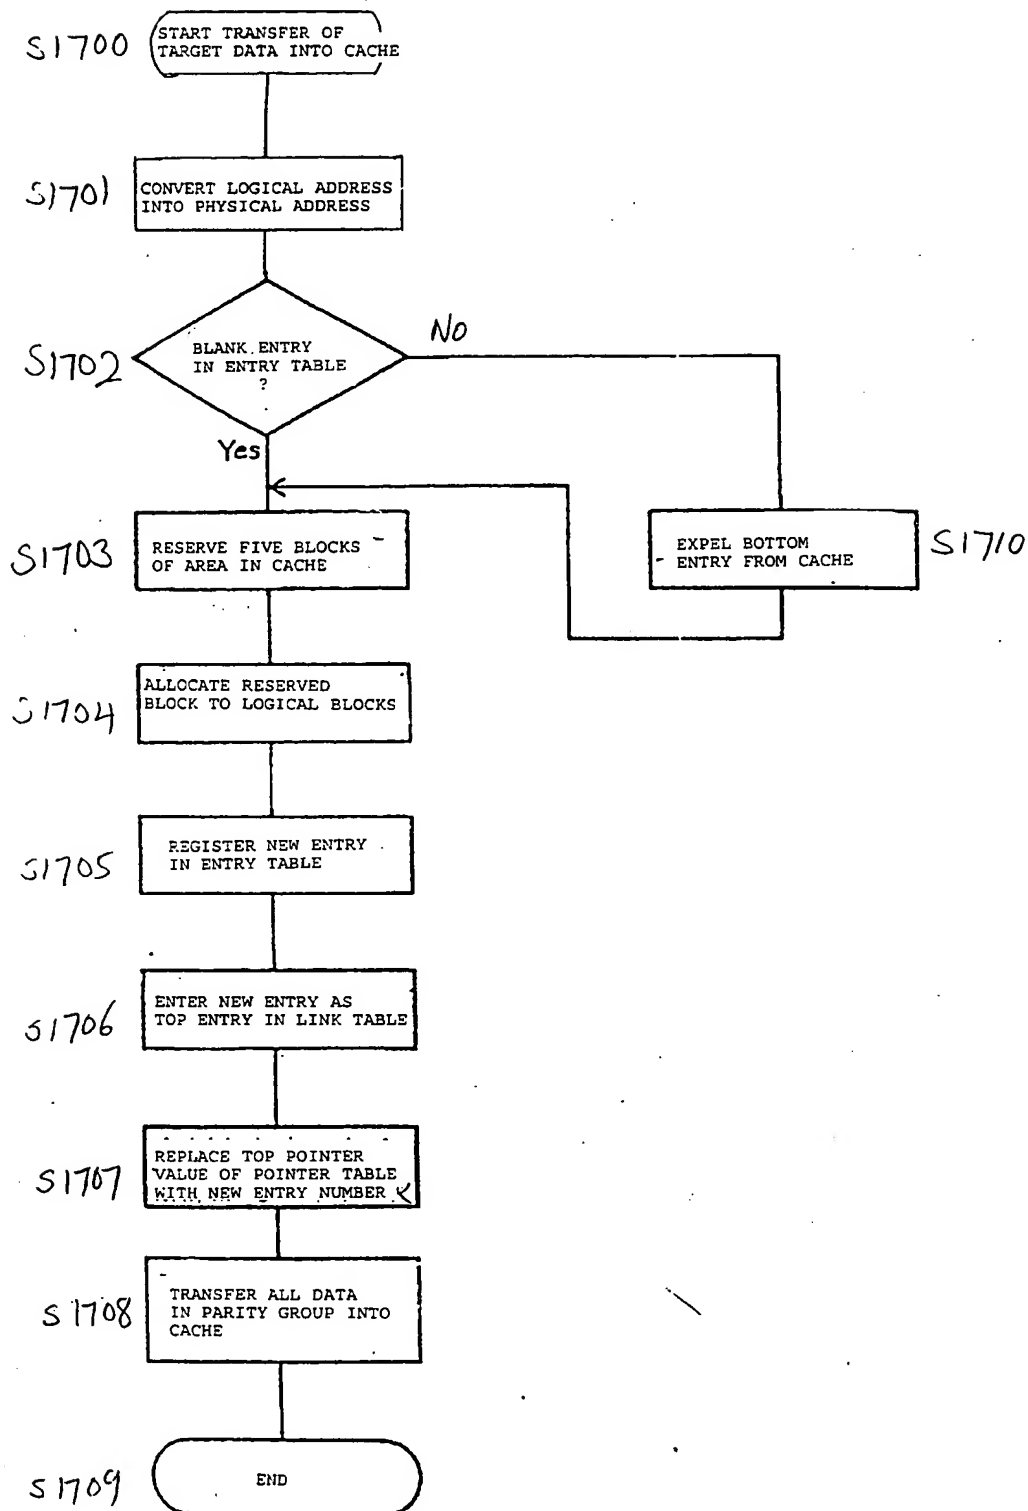 S1700
START TRANSFER OF
TARGET DATA INTO CACHE
S1701
CONVERT LOGICAL ADDRESS
INTO PHYSICAL ADDRESS
S1702
BLANK ENTRY
IN ENTRY TABLE
?
No
Yes
S1703
RESERVE FIVE BLOCKS
OF AREA IN CACHE
EXPEL BOTTOM
ENTRY FROM CACHE
S1710
S1704
ALLOCATE RESERVED
BLOCK TO LOGICAL BLOCKS
S1705
REGISTER NEW ENTRY
IN ENTRY TABLE
S1706
ENTER NEW ENTRY AS
TOP ENTRY IN LINK TABLE
S1707
REPLACE TOP POINTER
VALUE OF POINTER TABLE
WITH NEW ENTRY NUMBER
S1708
TRANSFER ALL DATA
IN PARITY GROUP INTO
CACHE
S1709
END